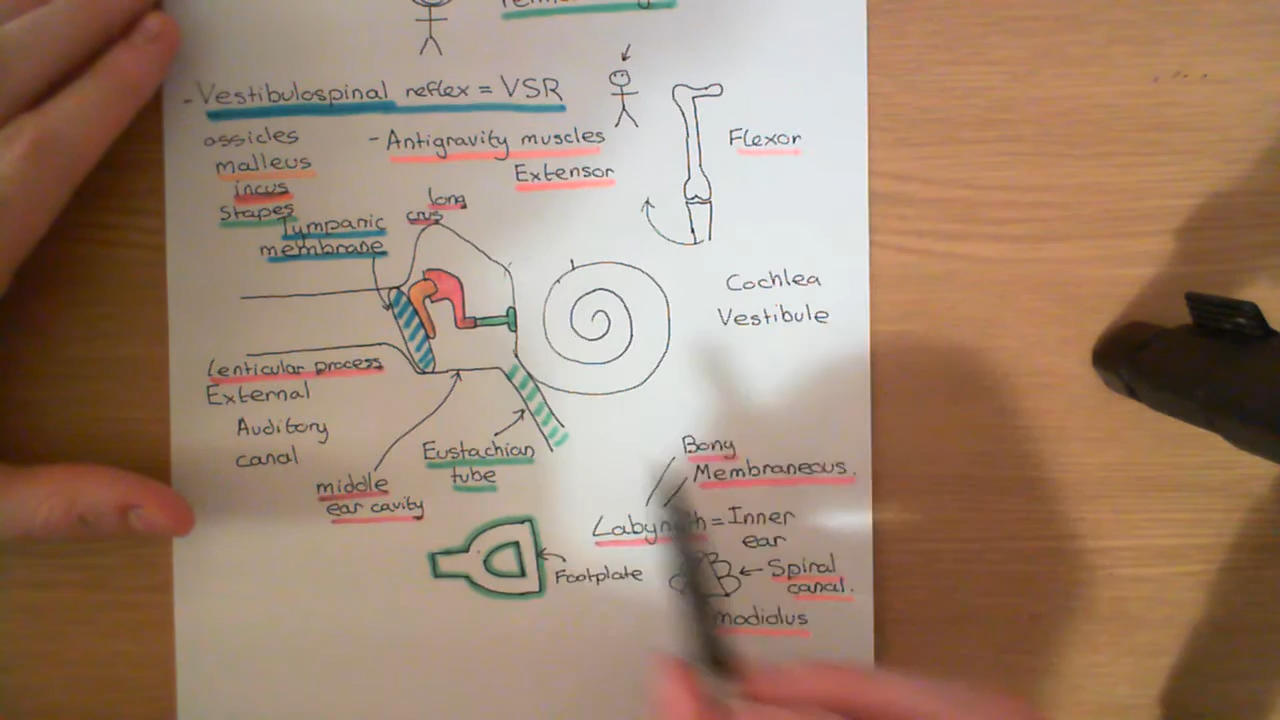 - Vestibulospinal reflex = VSR
ossicles
malleus
incus
stapes
- Antigravity muscles
Extensor
Flexor
Tympanic
membrane
long
crus
Cochlea
Vestibule
Lenticular process
External
Auditory
canal
middle
ear cavity
Eustachian
tube
Footplate
Bony
Membraneous.
= Inner
ear
Spiral
canal.
modiolus